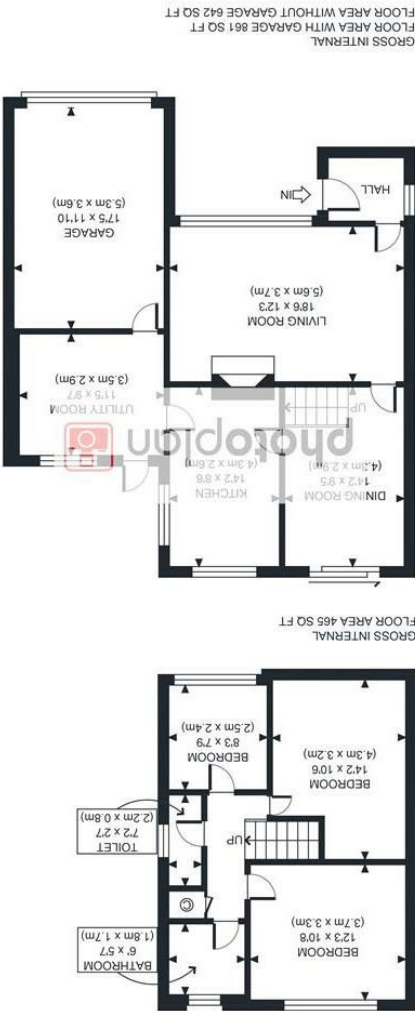 BEDROOM
12'3 x 10'8
(3.7m x 3.3m)
BATHROOM
6' x 5'7
(1.8m x 1.7m)
UP
TOILET
7'2 x 2'7
(2.2m x 0.8m)
BEDROOM
14'2 x 10'6
(4.3m x 3.2m)
BEDROOM
8'3 x 7'9
(2.5m x 2.4m)
GROSS INTERNAL
FLOOR AREA 465 SQ FT
DINING ROOM
14'2 x 9'5
(4.3m x 2.9m)
KITCHEN
14'2 x 8'8
(4.3m x 2.6m)
photoplan
UP
UTILITY ROOM
11'5 x 9'7
(3.5m x 2.9m)
LIVING ROOM
18'6 x 12'3
(5.6m x 3.7m)
GARAGE
17'5 x 11'10
(5.3m x 3.6m)
HALL
IN
GROSS INTERNAL
FLOOR AREA WITH GARAGE 861 SQ FT
FLOOR AREA WITHOUT GARAGE 642 SQ FT